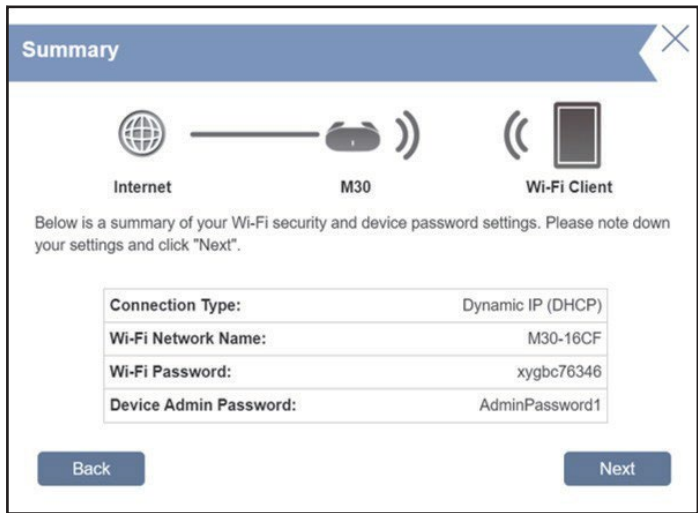 Summary
Internet
M30
Wi-Fi Client
Below is a summary of your Wi-Fi security and device password settings. Please note down
your settings and click "Next".
Connection Type: Dynamic IP (DHCP)
Wi-Fi Network Name: M30-16CF
Wi-Fi Password: xygbc76346
Device Admin Password: AdminPassword1
Back
Next